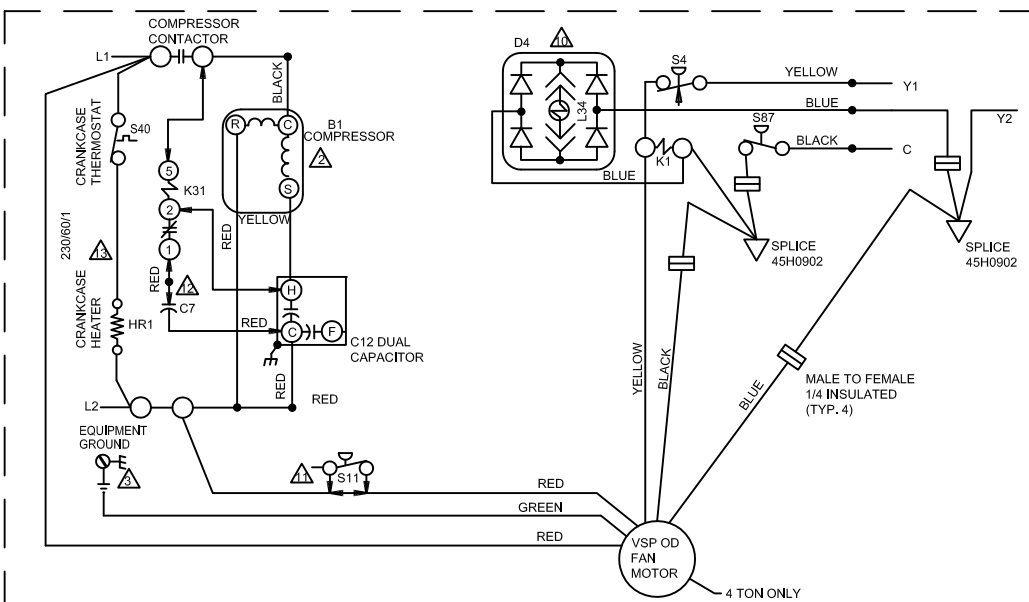 COMPRESSOR
CONTACTOR
L1
BLACK
S40
CRANKCASE
THERMOSTAT
5
K31
2
1
R
C
S
B1
COMPRESSOR
2
YELLOW
RED
230/60/1
13
CRANKCASE
HEATER
HR1
RED
12
C7
RED
H
C
F
C12 DUAL
CAPACITOR
RED
RED
L2
EQUIPMENT
GROUND
3
11
S11
RED
GREEN
RED
D4
10
L34
S4
YELLOW
Y1
BLUE
Y2
S87
BLACK
C
K1
BLUE
SPLICE
45H0902
SPLICE
45H0902
YELLOW
BLACK
BLUE
MALE TO FEMALE
1/4 INSULATED
(TYP. 4)
VSP OD
FAN
MOTOR
4 TON ONLY